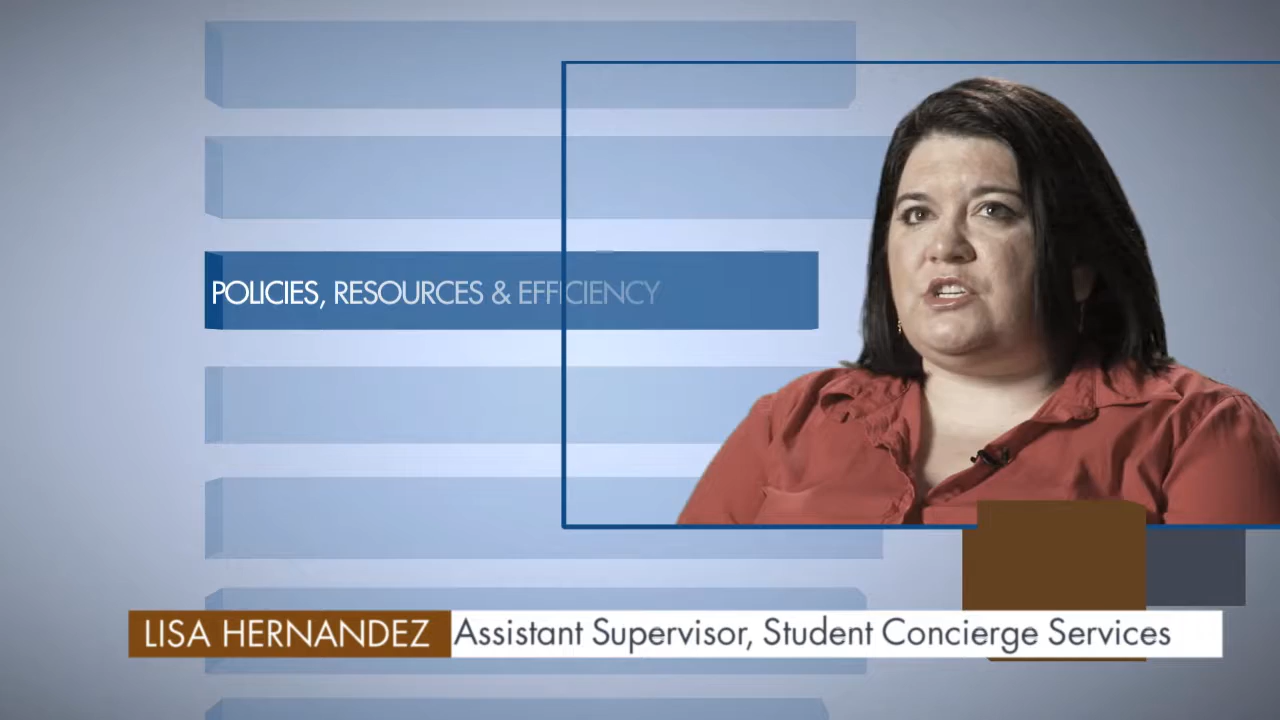 POLICIES, RESOURCES & EFFICIENCY
LISA HERNANDEZ Assistant Supervisor, Student Concierge Services